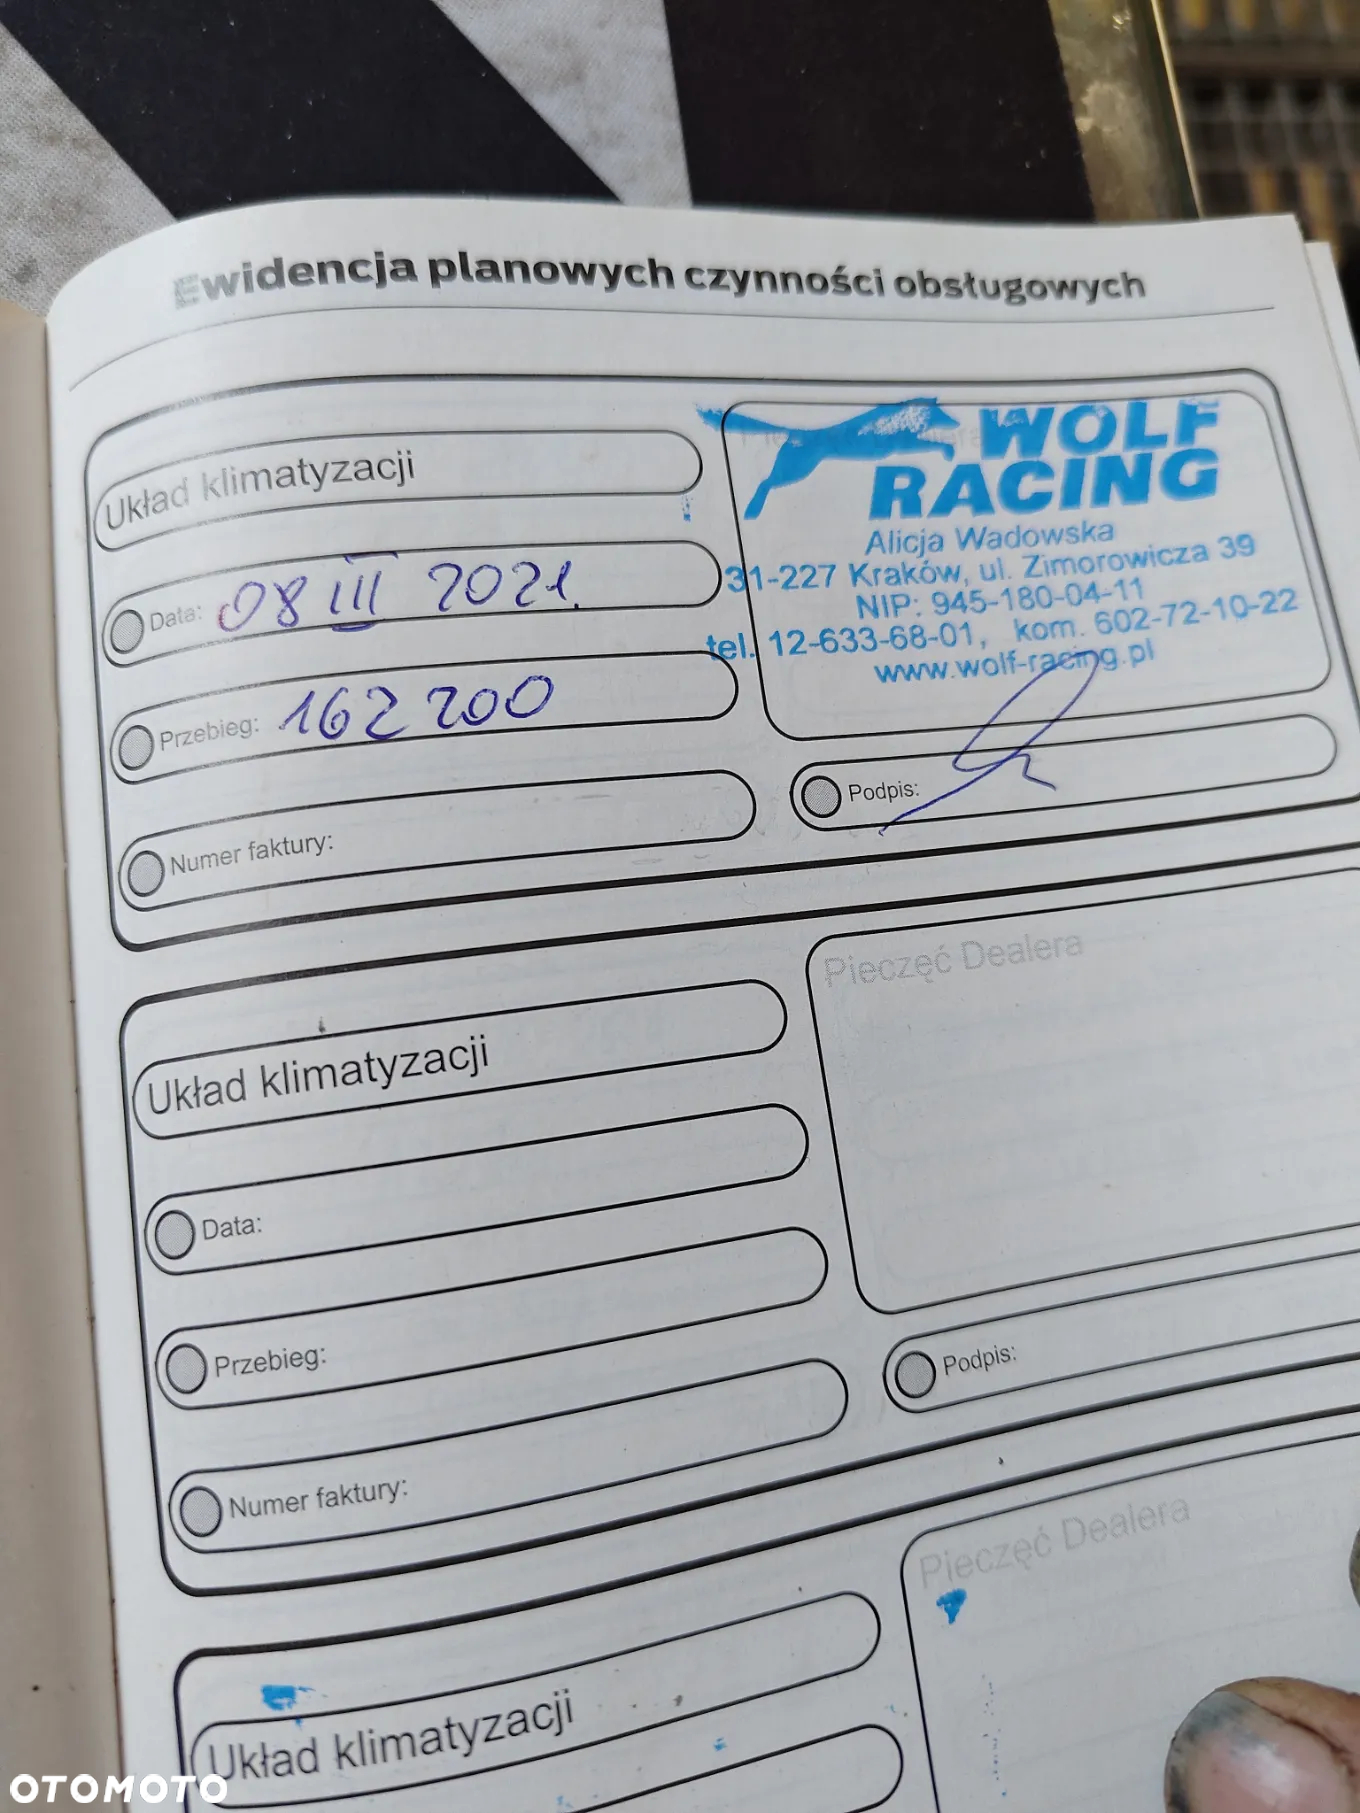 Ewidencja planowych czynności obsługowych
Układ klimatyzacji
Data: 08 III 2021.
Przebieg: 162 200
Numer faktury:
WOLF
RACING
Alicja Wadowska
31-227 Kraków, ul. Zimorowicza 39
NIP: 945-180-04-11
tel. 12-633-68-01, kom. 602-72-10-22
www.wolf-racing.pl
Podpis:
Układ klimatyzacji
Data:
Przebieg:
Numer faktury:
Pieczęć Dealera
Podpis:
Układ klimatyzacji
Pieczęć Dealera
OTOMOTO